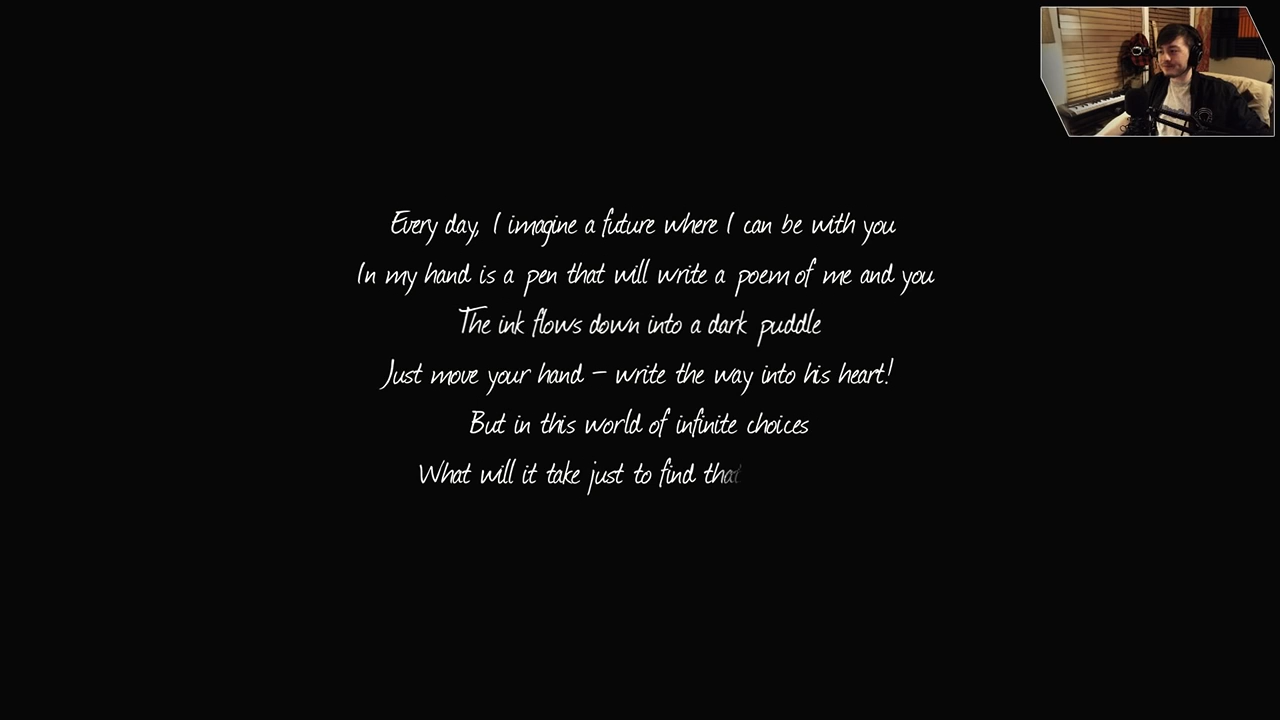 Every day, I imagine a future where I can be with you
In my hand is a pen that will write a poem of me and you
The ink flows down into a dark puddle
Just move your hand – write the way into his heart!
But in this world of infinite choices
What will it take just to find that